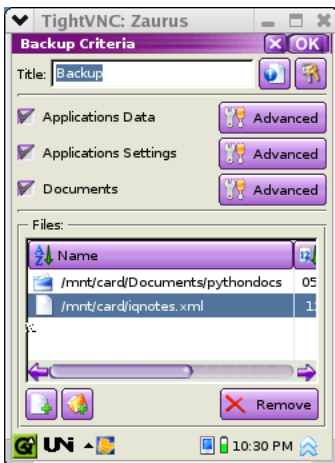 TightVNC: Zaurus
Backup Criteria OK
Title: Backup
Applications Data Advanced
Applications Settings Advanced
Documents Advanced
Files:
Name
/mnt/card/Documents/pythondocs 05
/mnt/card/iqnotes.xml
Remove
UNi 10:30 PM